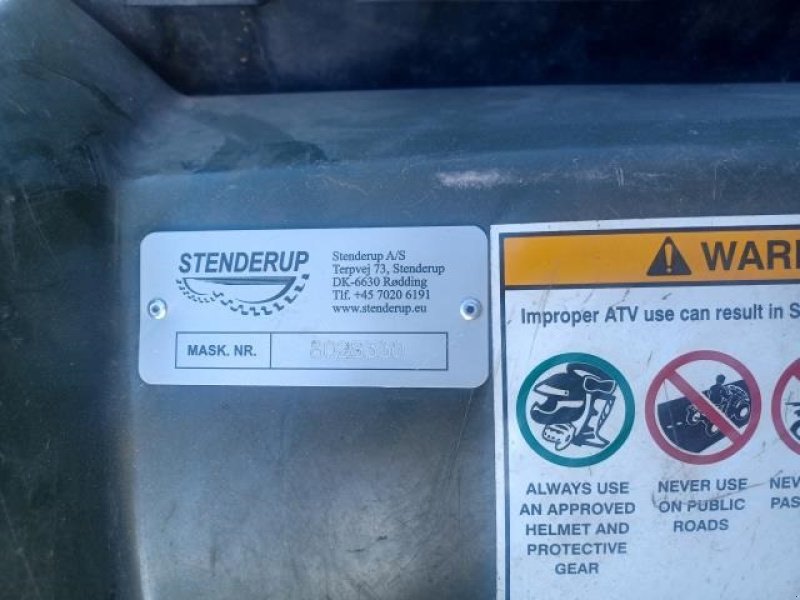 STENDERUP
Stenderup A/S
Terpvej 73, Stenderup
DK-6630 Rødding
Tlf. +45 7020 6191
www.stenderup.eu
MASK. NR.
WAR
Improper ATV use can result in S
ALWAYS USE
AN APPROVED
HELMET AND
PROTECTIVE
GEAR
NEVER USE
ON PUBLIC
ROADS
NEV
PAS